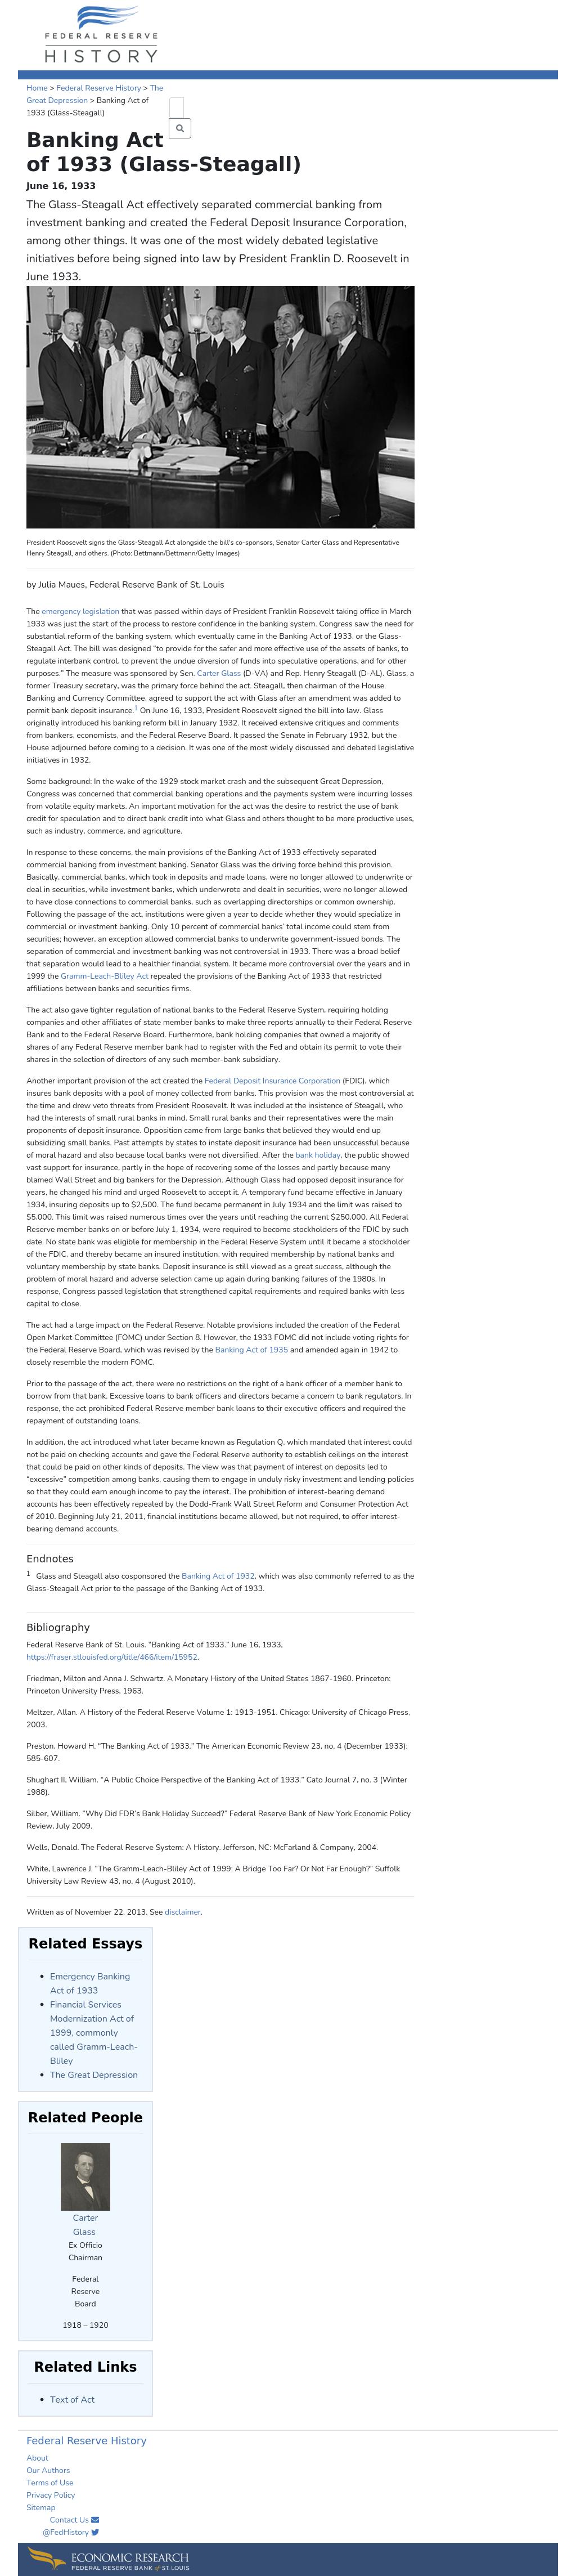 FEDERAL RESERVE
HISTORY
Home > Federal Reserve History > The
Great Depression > Banking Act of
1933 (Glass-Steagall)
Banking Act
of 1933 (Glass-Steagall)
June 16, 1933
The Glass-Steagall Act effectively separated commercial banking from
investment banking and created the Federal Deposit Insurance Corporation,
among other things. It was one of the most widely debated legislative
initiatives before being signed into law by President Franklin D. Roosevelt in
June 1933.
President Roosevelt signs the Glass-Steagall Act alongside the bill's co-sponsors, Senator Carter Glass and Representative
Henry Steagall, and others. (Photo: Bettmann/Bettmann/Getty Images)
by Julia Maues, Federal Reserve Bank of St. Louis
The emergency legislation that was passed within days of President Franklin Roosevelt taking office in March
1933 was just the start of the process to restore confidence in the banking system. Congress saw the need for
substantial reform of the banking system, which eventually came in the Banking Act of 1933, or the Glass-
Steagall Act. The bill was designed “to provide for the safer and more effective use of the assets of banks, to
regulate interbank control, to prevent the undue diversion of funds into speculative operations, and for other
purposes.” The measure was sponsored by Sen. Carter Glass (D-VA) and Rep. Henry Steagall (D-AL). Glass, a
former Treasury secretary, was the primary force behind the act. Steagall, then chairman of the House
Banking and Currency Committee, agreed to support the act with Glass after an amendment was added to
permit bank deposit insurance.1 On June 16, 1933, President Roosevelt signed the bill into law. Glass
originally introduced his banking reform bill in January 1932. It received extensive critiques and comments
from bankers, economists, and the Federal Reserve Board. It passed the Senate in February 1932, but the
House adjourned before coming to a decision. It was one of the most widely discussed and debated legislative
initiatives in 1932.
Some background: In the wake of the 1929 stock market crash and the subsequent Great Depression,
Congress was concerned that commercial banking operations and the payments system were incurring losses
from volatile equity markets. An important motivation for the act was the desire to restrict the use of bank
credit for speculation and to direct bank credit into what Glass and others thought to be more productive uses,
such as industry, commerce, and agriculture.
In response to these concerns, the main provisions of the Banking Act of 1933 effectively separated
commercial banking from investment banking. Senator Glass was the driving force behind this provision.
Basically, commercial banks, which took in deposits and made loans, were no longer allowed to underwrite or
deal in securities, while investment banks, which underwrote and dealt in securities, were no longer allowed
to have close connections to commercial banks, such as overlapping directorships or common ownership.
Following the passage of the act, institutions were given a year to decide whether they would specialize in
commercial or investment banking. Only 10 percent of commercial banks’ total income could stem from
securities; however, an exception allowed commercial banks to underwrite government-issued bonds. The
separation of commercial and investment banking was not controversial in 1933. There was a broad belief
that separation would lead to a healthier financial system. It became more controversial over the years and in
1999 the Gramm-Leach-Bliley Act repealed the provisions of the Banking Act of 1933 that restricted
affiliations between banks and securities firms.
The act also gave tighter regulation of national banks to the Federal Reserve System, requiring holding
companies and other affiliates of state member banks to make three reports annually to their Federal Reserve
Bank and to the Federal Reserve Board. Furthermore, bank holding companies that owned a majority of
shares of any Federal Reserve member bank had to register with the Fed and obtain its permit to vote their
shares in the selection of directors of any such member-bank subsidiary.
Another important provision of the act created the Federal Deposit Insurance Corporation (FDIC), which
insures bank deposits with a pool of money collected from banks. This provision was the most controversial at
the time and drew veto threats from President Roosevelt. It was included at the insistence of Steagall, who
had the interests of small rural banks in mind. Small rural banks and their representatives were the main
proponents of deposit insurance. Opposition came from large banks that believed they would end up
subsidizing small banks. Past attempts by states to instate deposit insurance had been unsuccessful because
of moral hazard and also because local banks were not diversified. After the bank holiday, the public showed
vast support for insurance, partly in the hope of recovering some of the losses and partly because many
blamed Wall Street and big bankers for the Depression. Although Glass had opposed deposit insurance for
years, he changed his mind and urged Roosevelt to accept it. A temporary fund became effective in January
1934, insuring deposits up to $2,500. The fund became permanent in July 1934 and the limit was raised to
$5,000. This limit was raised numerous times over the years until reaching the current $250,000. All Federal
Reserve member banks on or before July 1, 1934, were required to become stockholders of the FDIC by such
date. No state bank was eligible for membership in the Federal Reserve System until it became a stockholder
of the FDIC, and thereby became an insured institution, with required membership by national banks and
voluntary membership by state banks. Deposit insurance is still viewed as a great success, although the
problem of moral hazard and adverse selection came up again during banking failures of the 1980s. In
response, Congress passed legislation that strengthened capital requirements and required banks with less
capital to close.
The act had a large impact on the Federal Reserve. Notable provisions included the creation of the Federal
Open Market Committee (FOMC) under Section 8. However, the 1933 FOMC did not include voting rights for
the Federal Reserve Board, which was revised by the Banking Act of 1935 and amended again in 1942 to
closely resemble the modern FOMC.
Prior to the passage of the act, there were no restrictions on the right of a bank officer of a member bank to
borrow from that bank. Excessive loans to bank officers and directors became a concern to bank regulators. In
response, the act prohibited Federal Reserve member bank loans to their executive officers and required the
repayment of outstanding loans.
In addition, the act introduced what later became known as Regulation Q, which mandated that interest could
not be paid on checking accounts and gave the Federal Reserve authority to establish ceilings on the interest
that could be paid on other kinds of deposits. The view was that payment of interest on deposits led to
“excessive” competition among banks, causing them to engage in unduly risky investment and lending policies
so that they could earn enough income to pay the interest. The prohibition of interest-bearing demand
accounts has been effectively repealed by the Dodd-Frank Wall Street Reform and Consumer Protection Act
of 2010. Beginning July 21, 2011, financial institutions became allowed, but not required, to offer interest-
bearing demand accounts.
Endnotes
1 Glass and Steagall also cosponsored the Banking Act of 1932, which was also commonly referred to as the
Glass-Steagall Act prior to the passage of the Banking Act of 1933.
Bibliography
Federal Reserve Bank of St. Louis. “Banking Act of 1933.” June 16, 1933,
https://fraser.stlouisfed.org/title/466/item/15952.
Friedman, Milton and Anna J. Schwartz. A Monetary History of the United States 1867-1960. Princeton:
Princeton University Press, 1963.
Meltzer, Allan. A History of the Federal Reserve Volume 1: 1913-1951. Chicago: University of Chicago Press,
2003.
Preston, Howard H. “The Banking Act of 1933.” The American Economic Review 23, no. 4 (December 1933):
585-607.
Shughart II, William. “A Public Choice Perspective of the Banking Act of 1933.” Cato Journal 7, no. 3 (Winter
1988).
Silber, William. “Why Did FDR’s Bank Holiday Succeed?” Federal Reserve Bank of New York Economic Policy
Review, July 2009.
Wells, Donald. The Federal Reserve System: A History. Jefferson, NC: McFarland & Company, 2004.
White, Lawrence J. “The Gramm-Leach-Bliley Act of 1999: A Bridge Too Far? Or Not Far Enough?” Suffolk
University Law Review 43, no. 4 (August 2010).
Written as of November 22, 2013. See disclaimer.
Related Essays
Emergency Banking
Act of 1933
Financial Services
Modernization Act of
1999, commonly
called Gramm-Leach-
Bliley
The Great Depression
Related People
Carter
Glass
Ex Officio
Chairman
Federal
Reserve
Board
1918 – 1920
Related Links
Text of Act
Federal Reserve History
About
Our Authors
Terms of Use
Privacy Policy
Sitemap
Contact Us
@FedHistory
ECONOMIC RESEARCH
FEDERAL RESERVE BANK of ST. LOUIS